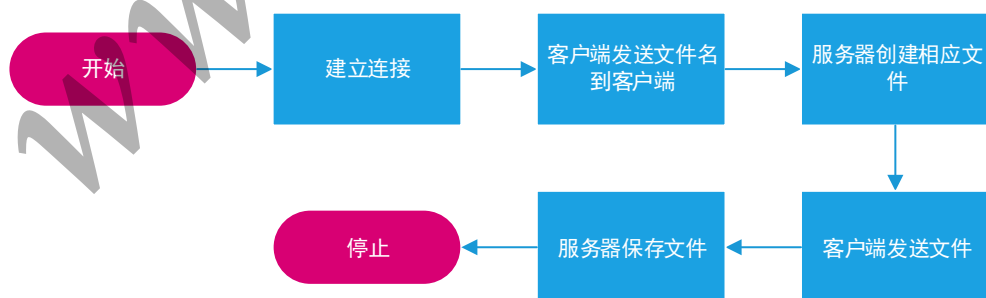 开始
建立连接
客户端发送文件名
到客户端
服务器创建相应文
件
客户端发送文件
服务器保存文件
停止